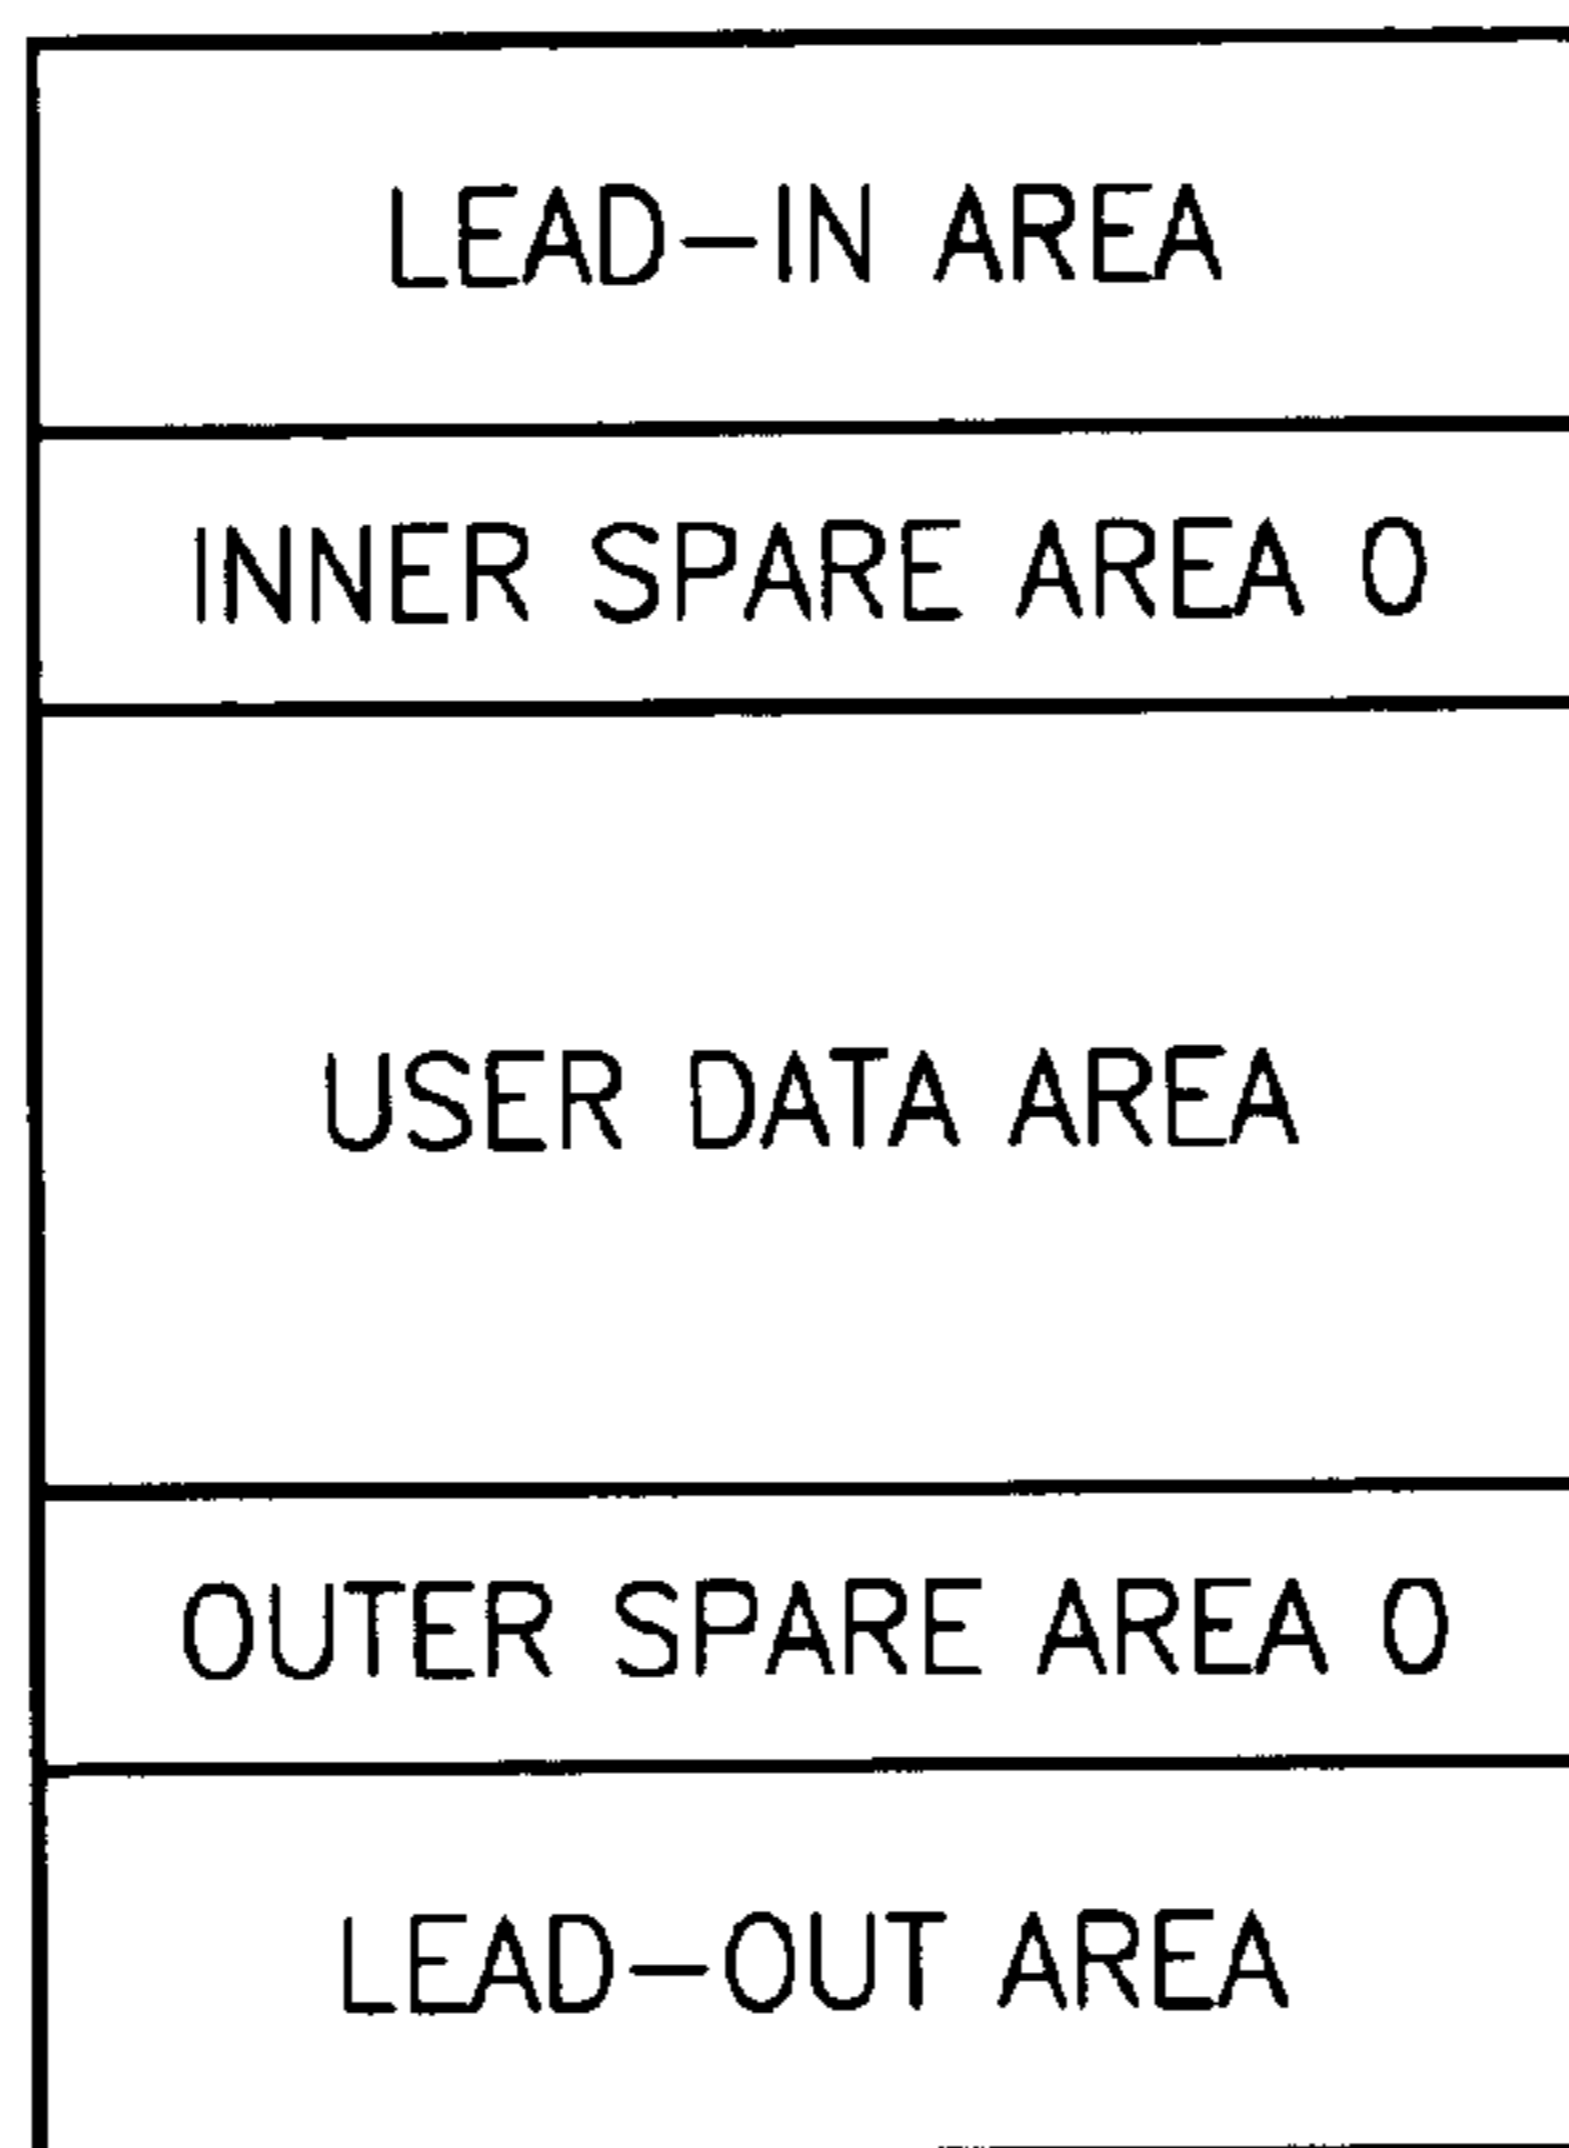 LEAD-IN AREA
INNER SPARE AREA 0
USER DATA AREA
OUTER SPARE AREA 0
LEAD-OUT AREA